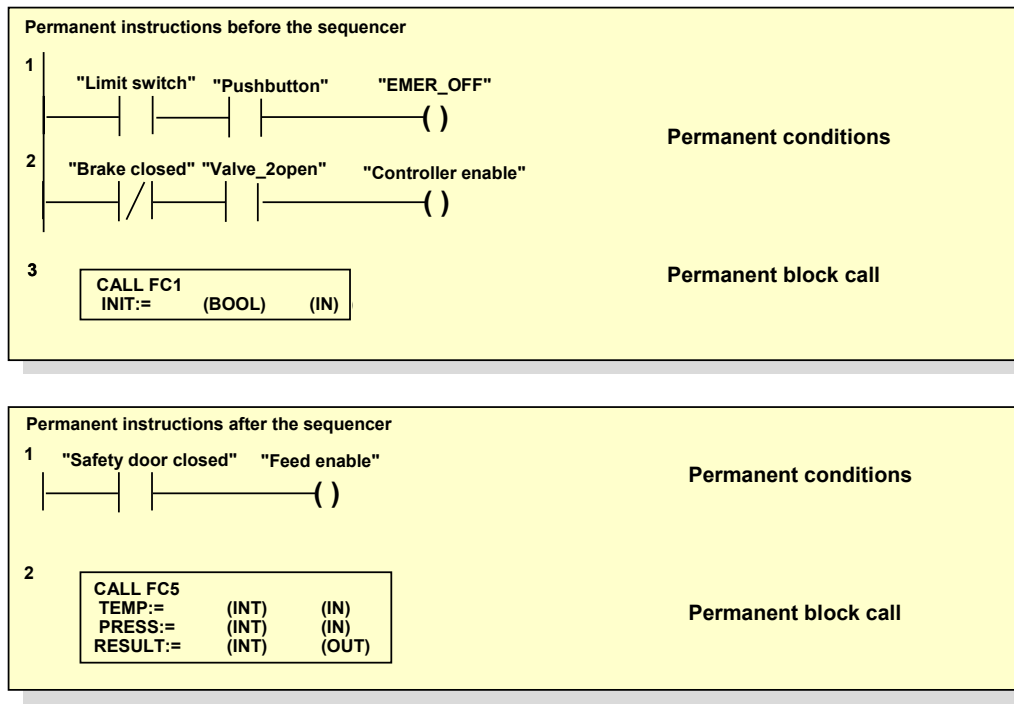 Permanent instructions before the sequencer
1
"Limit switch" "Pushbutton" "EMER_OFF"
( )
Permanent conditions
2
"Brake closed" "Valve_2open" "Controller enable"
( )
3
Permanent block call
CALL FC1
INIT:= (BOOL) (IN)
Permanent instructions after the sequencer
1
"Safety door closed" "Feed enable"
Permanent conditions
( )
2
CALL FC5
TEMP:= (INT) (IN)
PRESS:= (INT) (IN)
Permanent block call
RESULT:= (INT) (OUT)